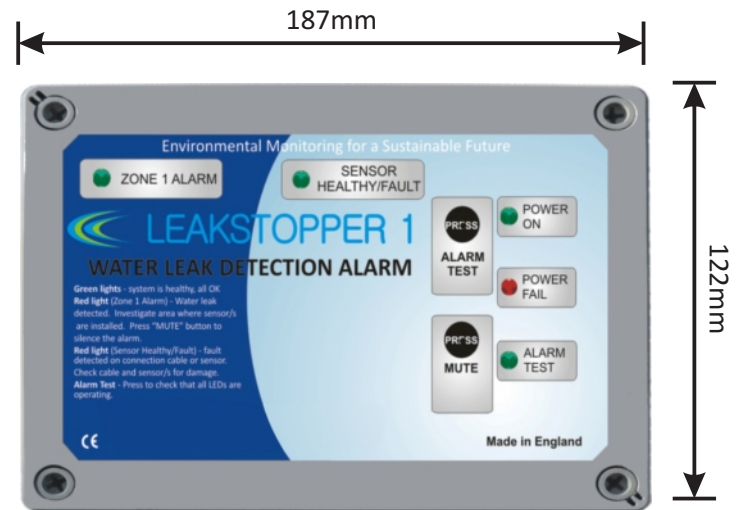 187mm
122mm
Environmental Monitoring for a Sustainable Future
ZONE 1 ALARM
SENSOR
HEALTHY/FAULT
LEAKSTOPPER 1
WATER LEAK DETECTION ALARM
Green lights - system is healthy, all OK
Red light (Zone 1 Alarm) - Water leak
detected. Investigate area where sensor/s
are installed. Press "MUTE" button to
silence the alarm.
Red light (Sensor Healthy/Fault) - fault
detected on connection cable or sensor.
Check cable and sensor/s for damage.
Alarm Test - Press to check that all LEDs are
operating.
PRESS
ALARM
TEST
POWER
ON
POWER
FAIL
PRESS
MUTE
ALARM
TEST
CE
Made in England